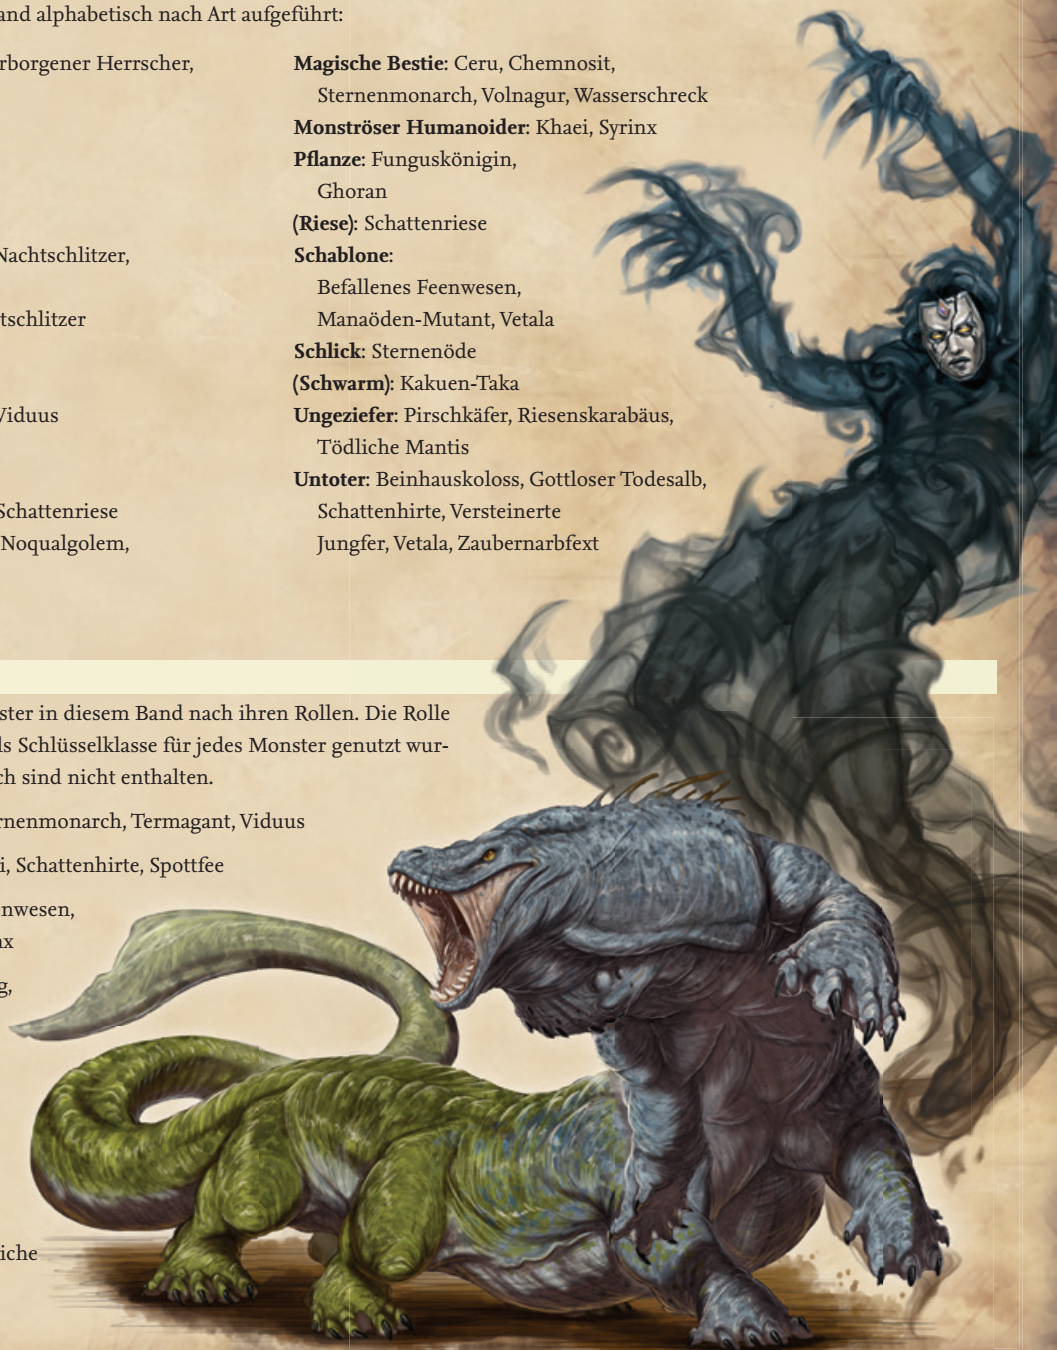 and alphabetisch nach Art aufgeführt:
rborgener Herrscher,
Nachtschlitzer,
tschlitzer
Viduus
Schattenriese
Noqualgolem,
Magische Bestie: Ceru, Chemnosit,
Sternenmonarch, Volnagur, Wasserschreck
Monströser Humanoider: Khaei, Syrinx
Pflanze: Funguskönigin,
Ghoran
(Riese): Schattenriese
Schablone:
Befallenes Feenwesen,
Manaöden-Mutant, Vetala
Schlick: Sternenöde
(Schwarm): Kakuen-Taka
Ungeziefer: Pirschkäfer, Riesenskarabäus,
Tödliche Mantis
Untoter: Beinhauskoloss, Gottloser Todesalb,
Schattenhirte, Versteinerte
Jungfer, Vetala, Zaubernarbfext
ster in diesem Band nach ihren Rollen. Die Rolle
ls Schlüsselklasse für jedes Monster genutzt wur-
ch sind nicht enthalten.
rnenmonarch, Termagant, Viduus
i, Schattenhirte, Spottfee
nwesen,
nx
g,
iche